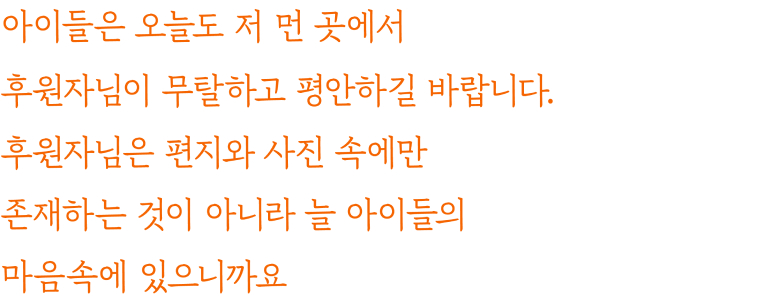 아이들은 오늘도 저 먼 곳에서
후원자님이 무탈하고 평안하길 바랍니다.
후원자님은 편지와 사진 속에만
존재하는 것이 아니라 늘 아이들의
마음속에 있으니까요